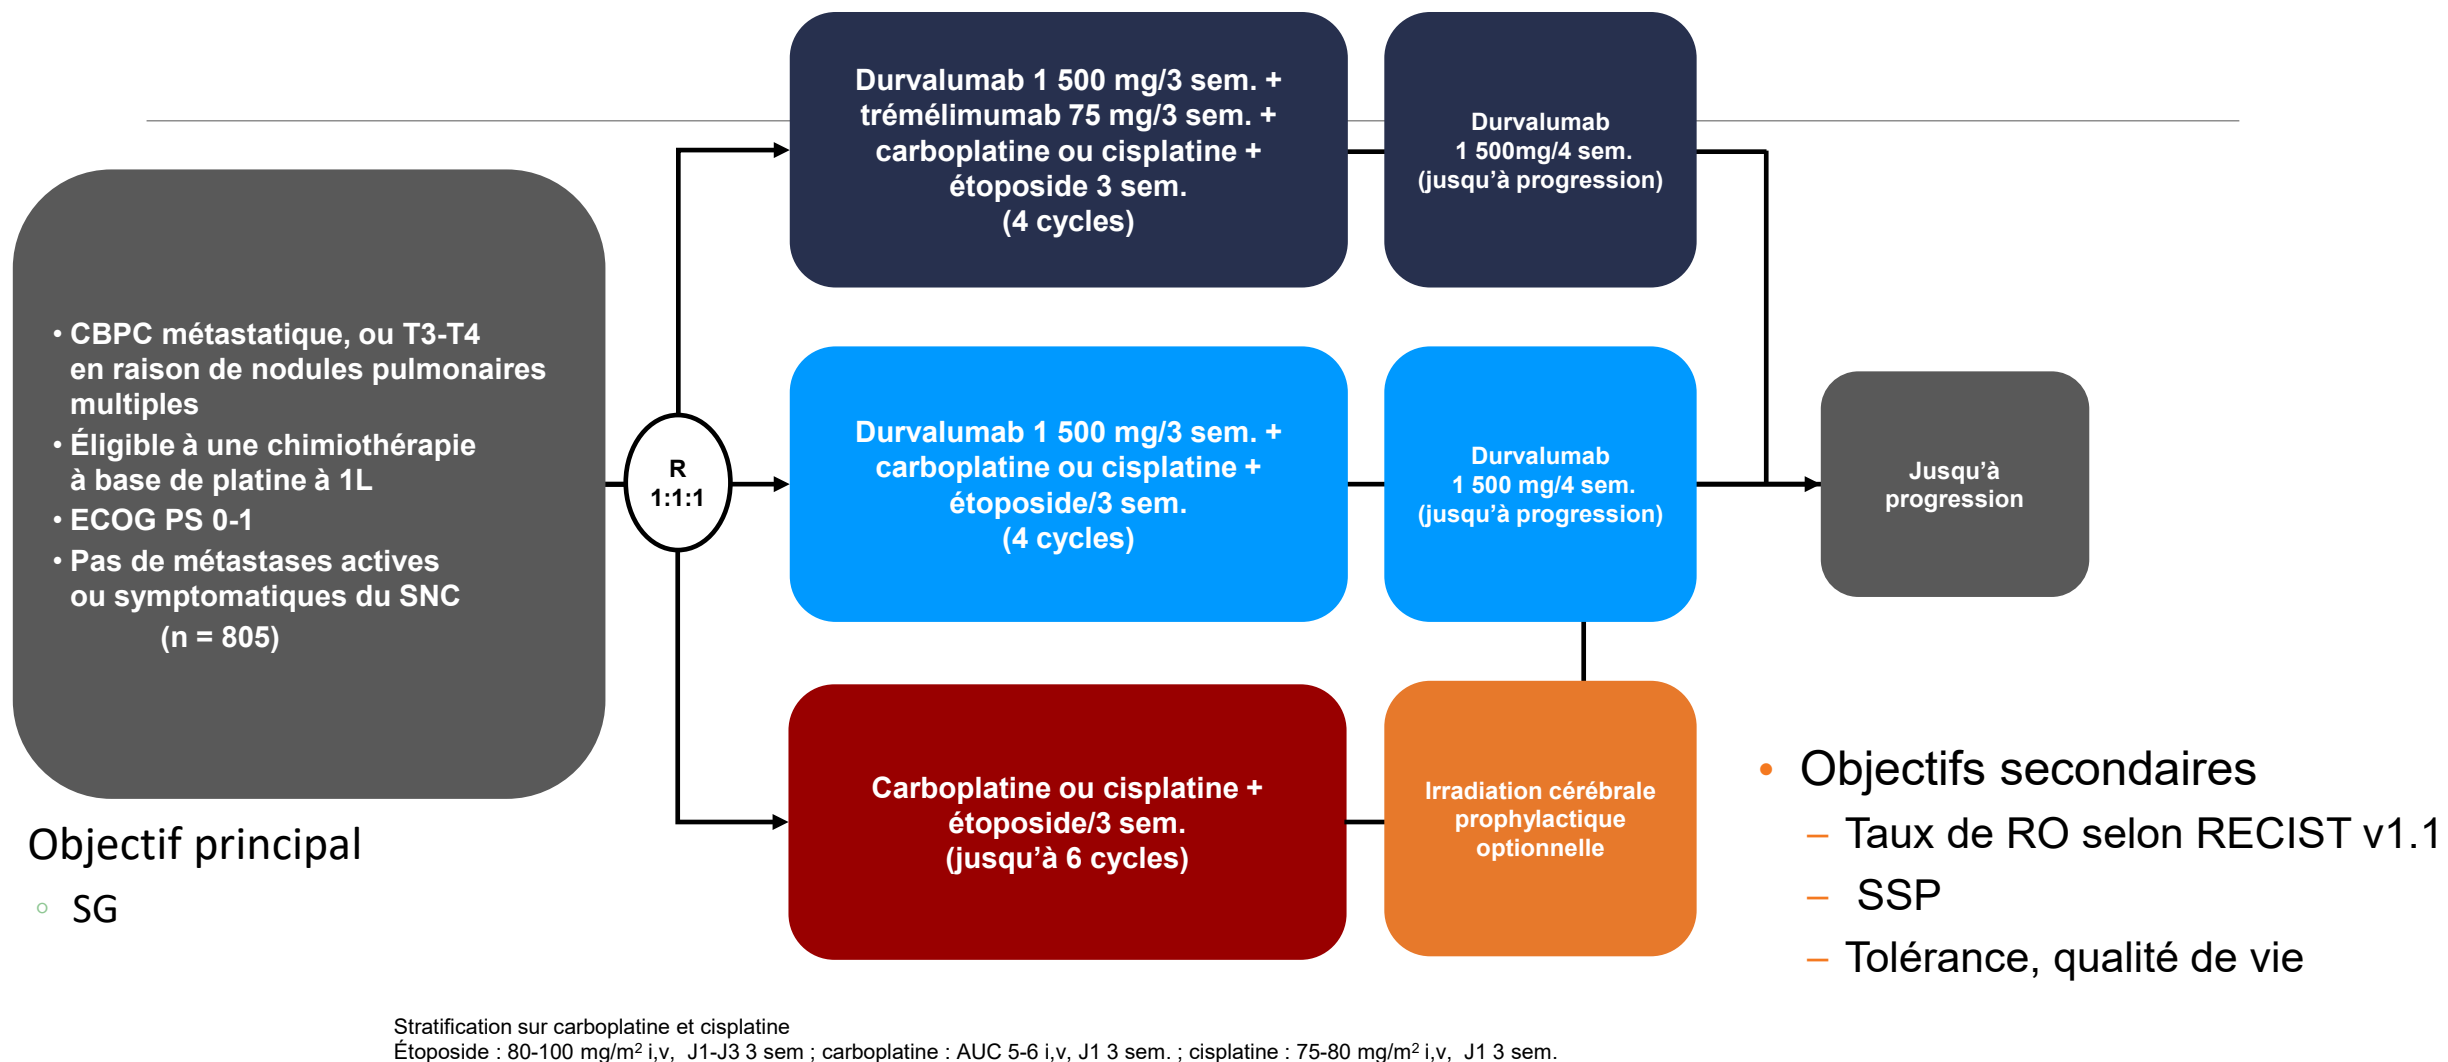 • CBPC métastatique, ou T3-T4
en raison de nodules pulmonaires
multiples
• Éligible à une chimiothérapie
à base de platine à 1L
• ECOG PS 0-1
• Pas de métastases actives
ou symptomatiques du SNC
(n = 805)
R
1:1:1
Durvalumab 1 500 mg/3 sem. +
trémélimumab 75 mg/3 sem. +
carboplatine ou cisplatine +
étoposide 3 sem.
(4 cycles)
Durvalumab
1 500mg/4 sem.
(jusqu’à progression)
Durvalumab 1 500 mg/3 sem. +
carboplatine ou cisplatine +
étoposide/3 sem.
(4 cycles)
Durvalumab
1 500 mg/4 sem.
(jusqu’à progression)
Jusqu’à
progression
Carboplatine ou cisplatine +
étoposide/3 sem.
(jusqu’à 6 cycles)
Irradiation cérébrale
prophylactique
optionnelle
Objectif principal
◦ SG
• Objectifs secondaires
– Taux de RO selon RECIST v1.1
– SSP
– Tolérance, qualité de vie
Stratification sur carboplatine et cisplatine
Étoposide : 80-100 mg/m² i,v, J1-J3 3 sem ; carboplatine : AUC 5-6 i,v, J1 3 sem. ; cisplatine : 75-80 mg/m² i,v, J1 3 sem.